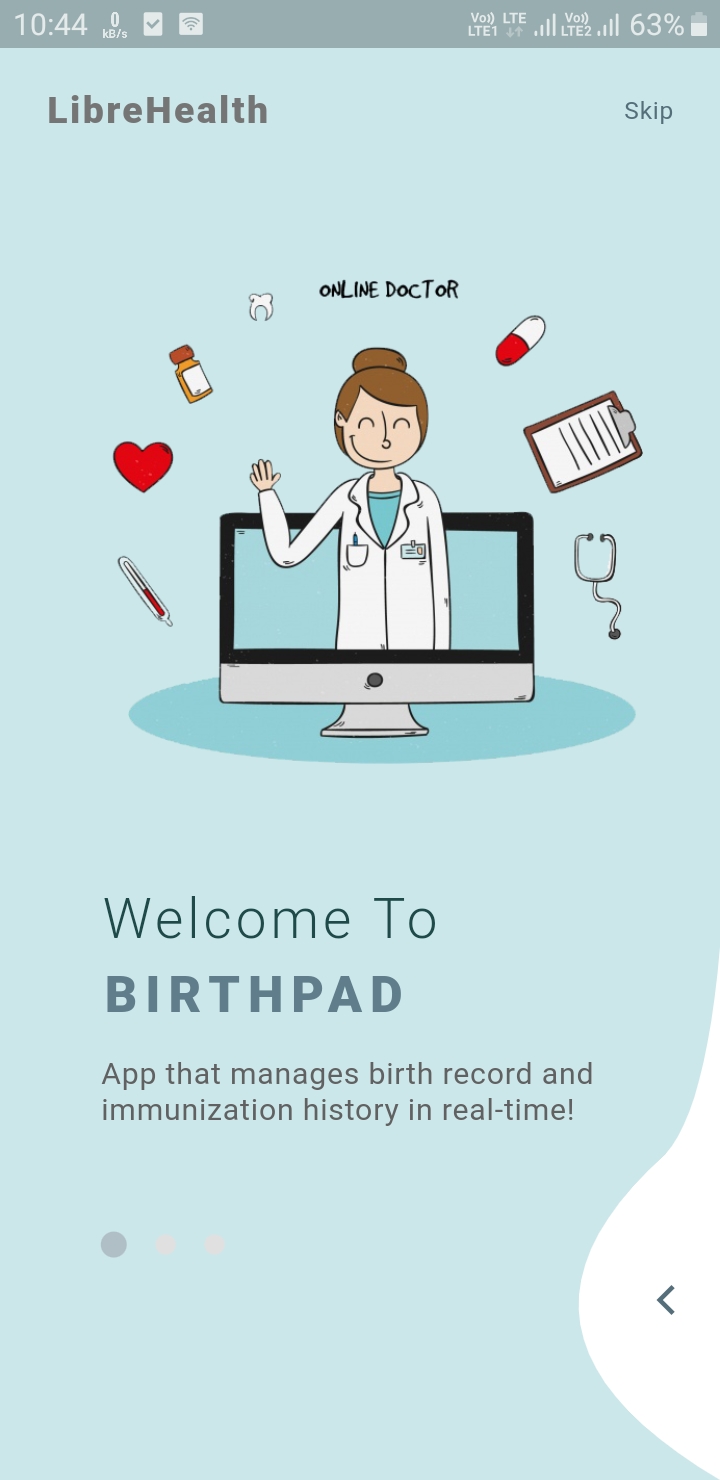 10:44 0 kB/s Vo)) LTE1 LTE Vo)) LTE2 63%
LibreHealth Skip
ONLINE DOCTOR
Welcome To
BIRTHPAD
App that manages birth record and
immunization history in real-time!